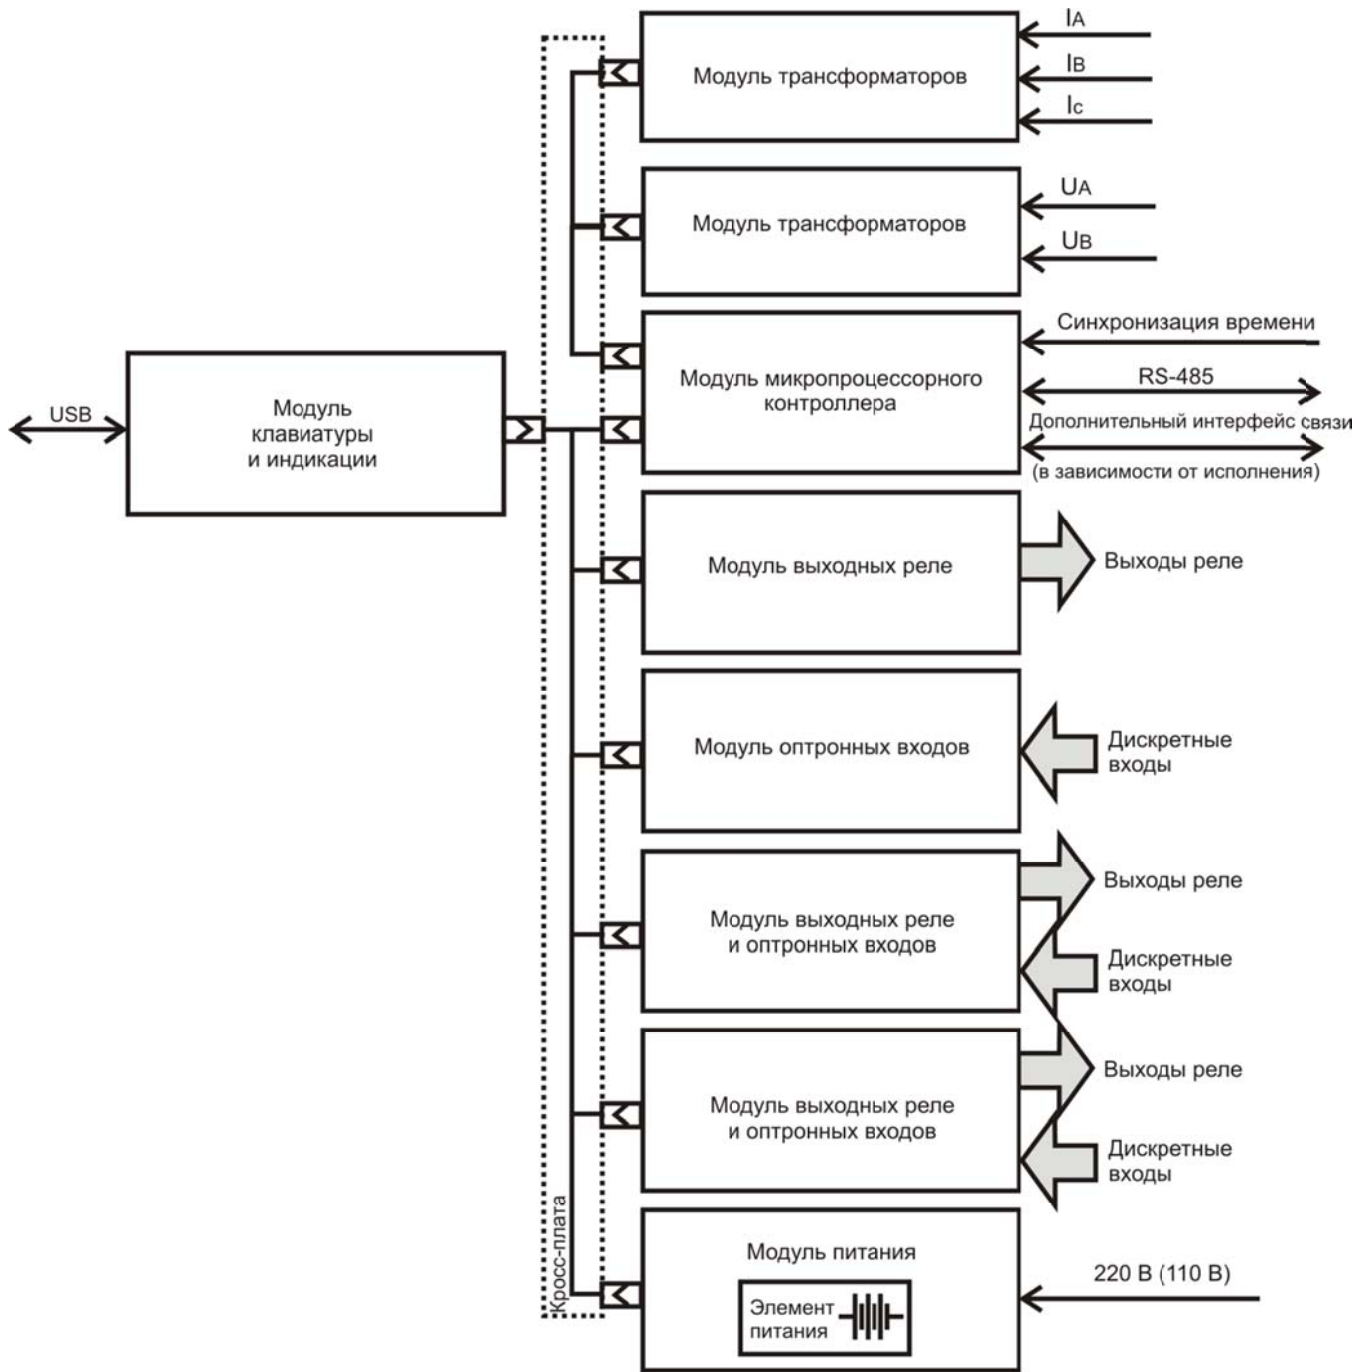 IA
IB
IC
Модуль трансформаторов
UA
UB
Модуль трансформаторов
Синхронизация времени
RS-485
Дополнительный интерфейс связи
(в зависимости от исполнения)
Модуль микропроцессорного
контроллера
USB
Модуль
клавиатуры
и индикации
Модуль выходных реле
Выходы реле
Модуль оптронных входов
Дискретные
входы
Модуль выходных реле
и оптронных входов
Выходы реле
Дискретные
входы
Модуль выходных реле
и оптронных входов
Выходы реле
Дискретные
входы
Кросс-плата
Модуль питания
Элемент
питания
220 В (110 В)